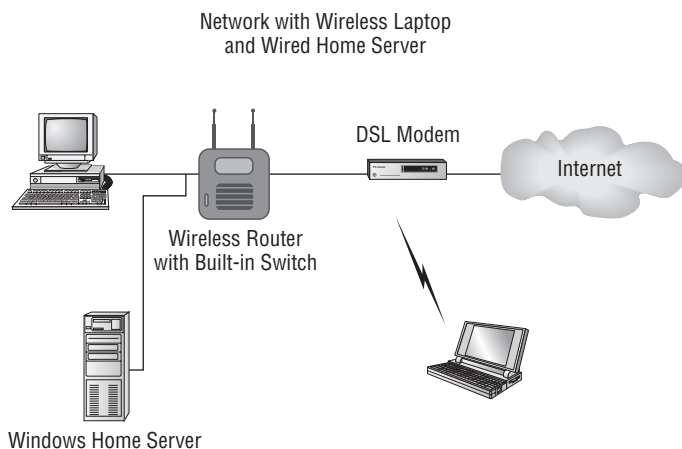 Network with Wireless Laptop
and Wired Home Server
DSL Modem
Internet
Wireless Router
with Built-in Switch
Windows Home Server